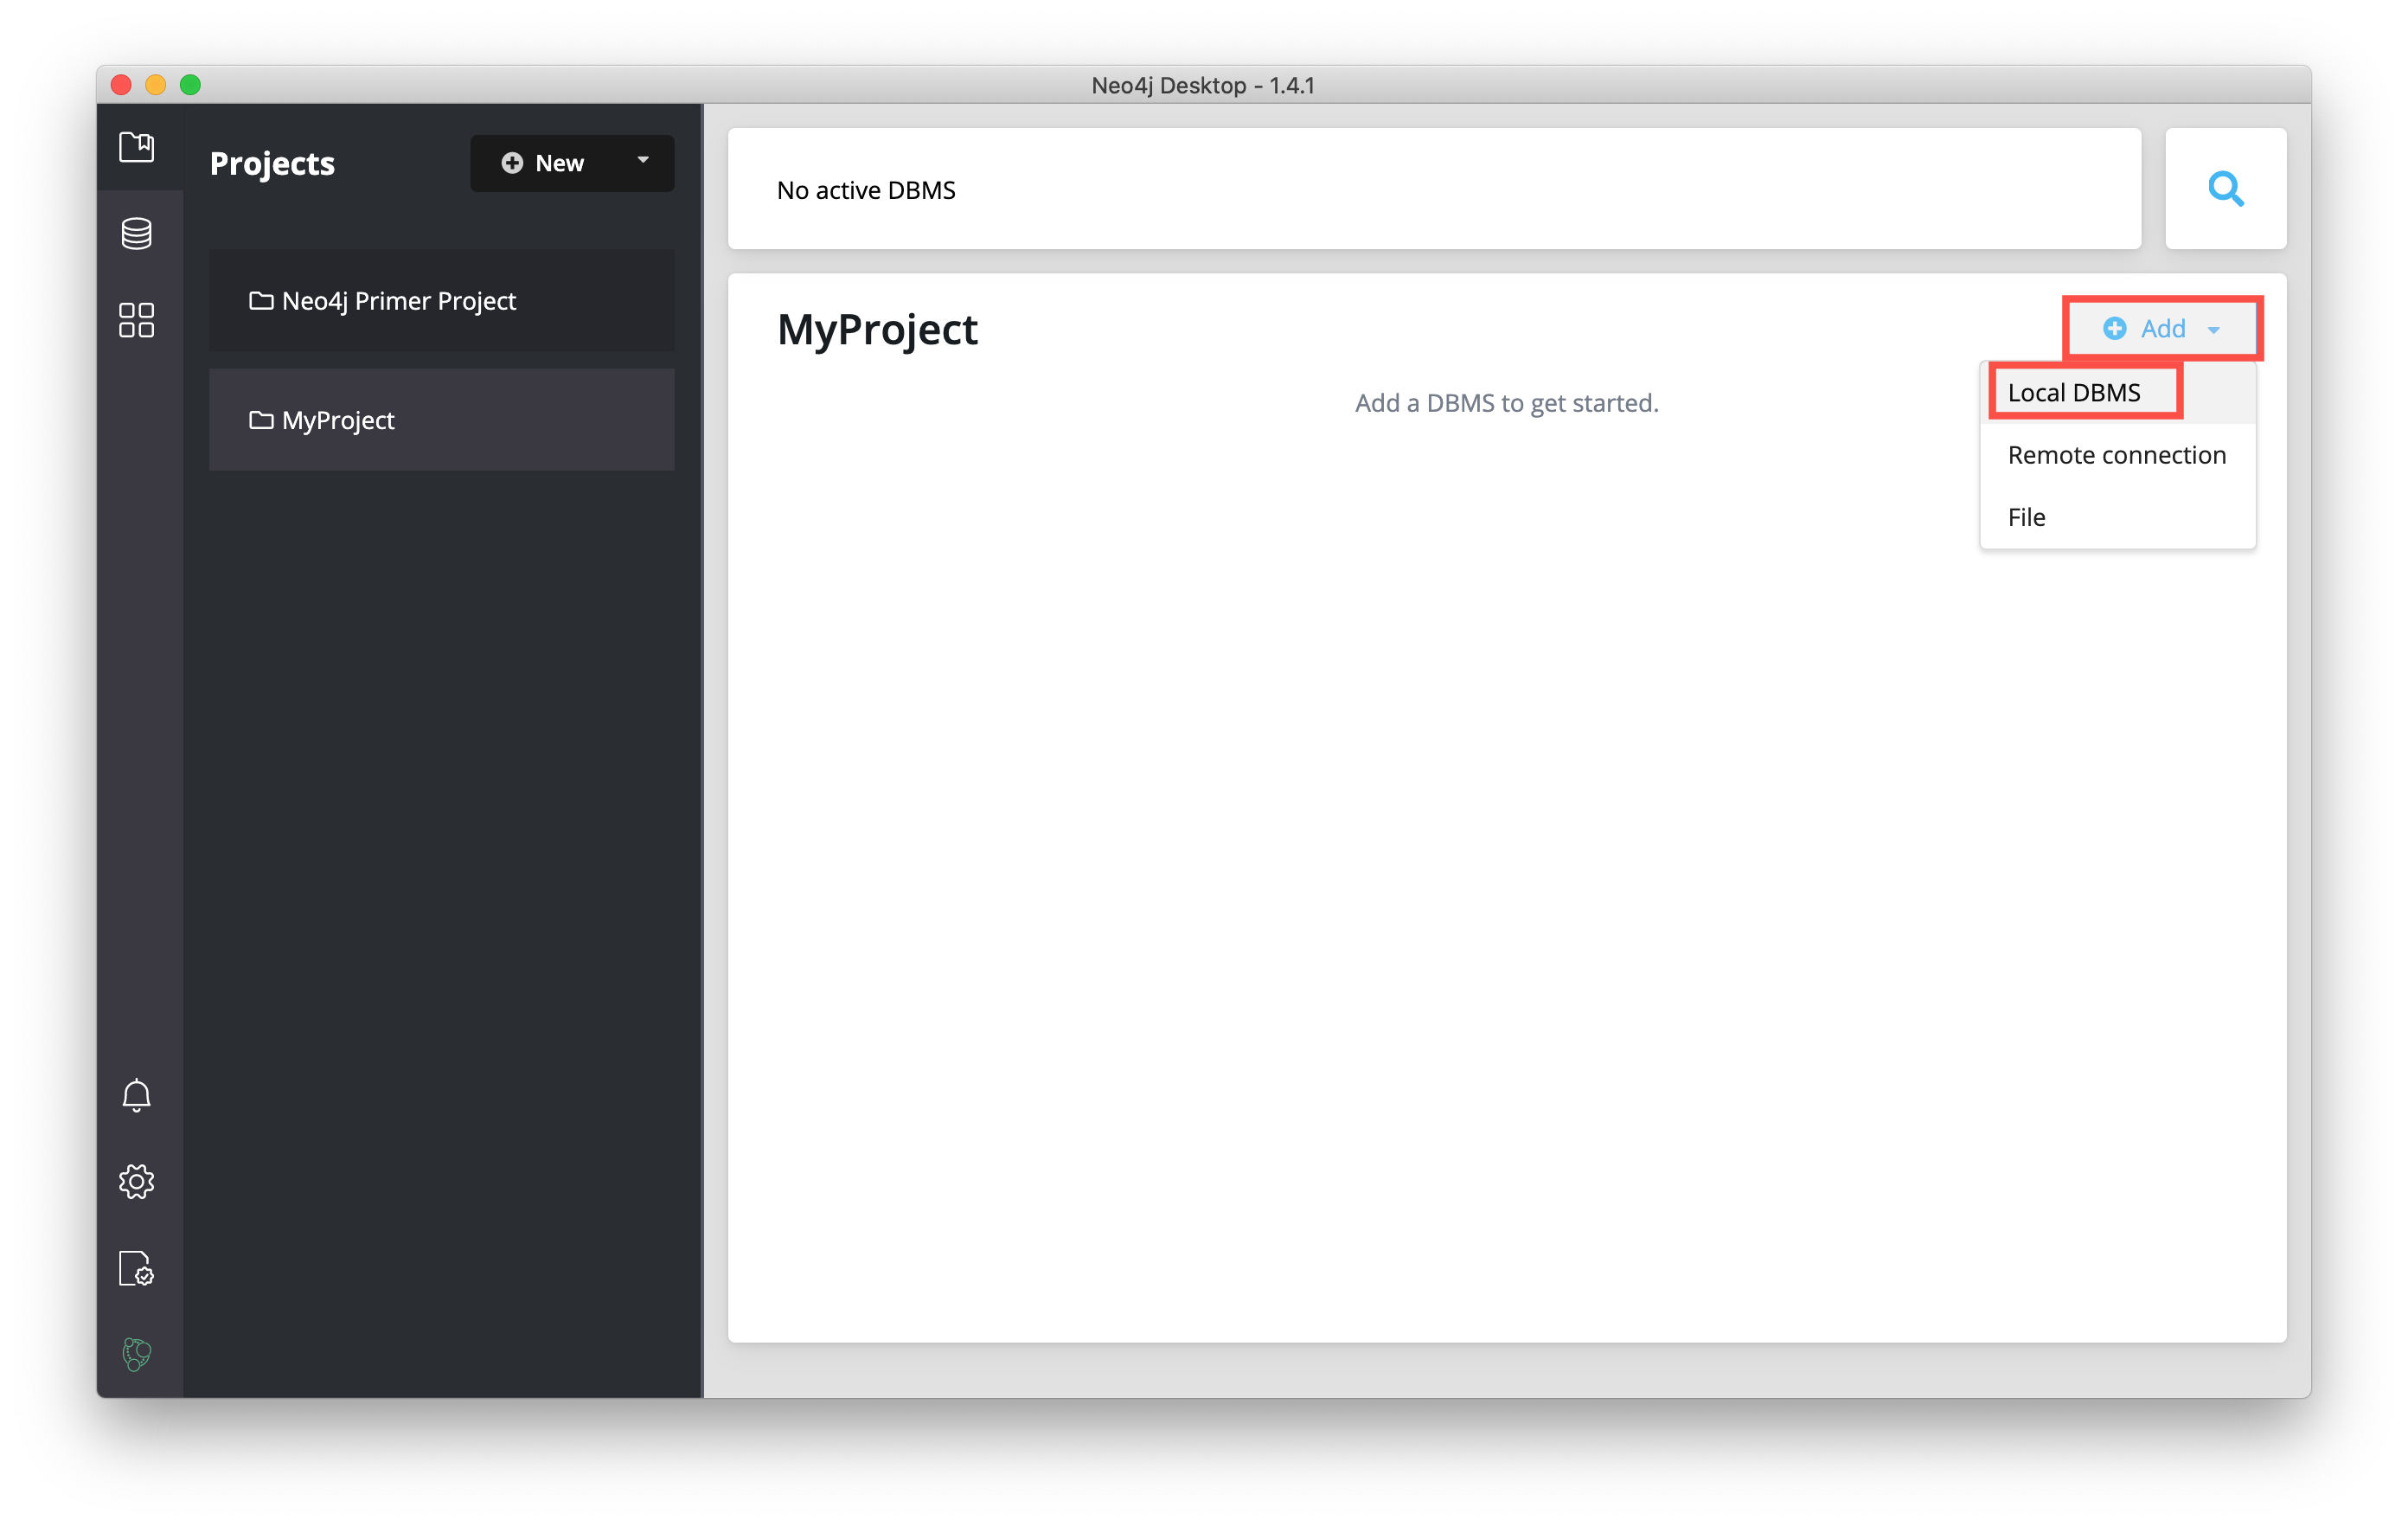 Neo4j Desktop - 1.4.1
Projects
New
Neo4j Primer Project
MyProject
No active DBMS
MyProject
Add
Add a DBMS to get started.
Local DBMS
Remote connection
File